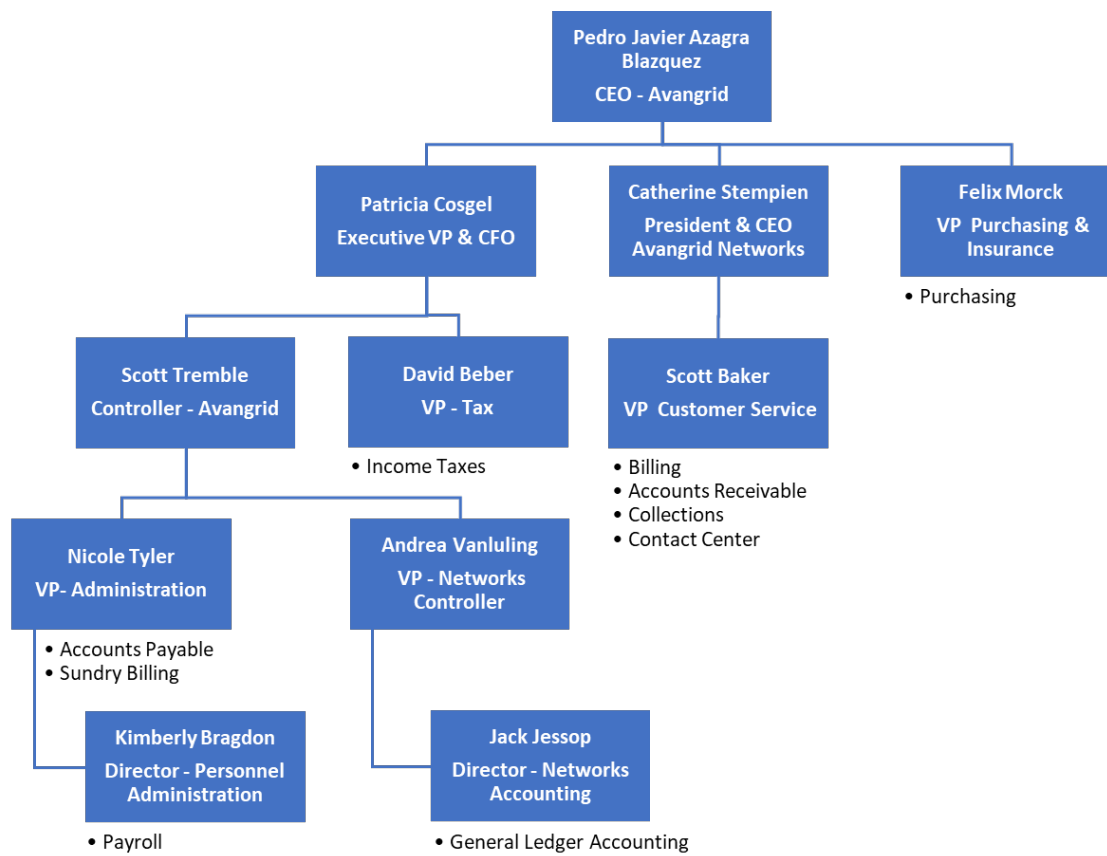 Pedro Javier Azagra
Blazquez
CEO - Avangrid
Patricia Cosgel
Executive VP & CFO
Catherine Stempien
President & CEO
Avangrid Networks
Felix Morck
VP  Purchasing &
Insurance
• Purchasing
Scott Tremble
Controller - Avangrid
David Beber
VP - Tax
• Income Taxes
Scott Baker
VP  Customer Service
• Billing
• Accounts Receivable
• Collections
• Contact Center
Nicole Tyler
VP- Administration
• Accounts Payable
• Sundry Billing
Andrea Vanluling
VP - Networks
Controller
Kimberly Bragdon
Director - Personnel
Administration
• Payroll
Jack Jessop
Director - Networks
Accounting
• General Ledger Accounting